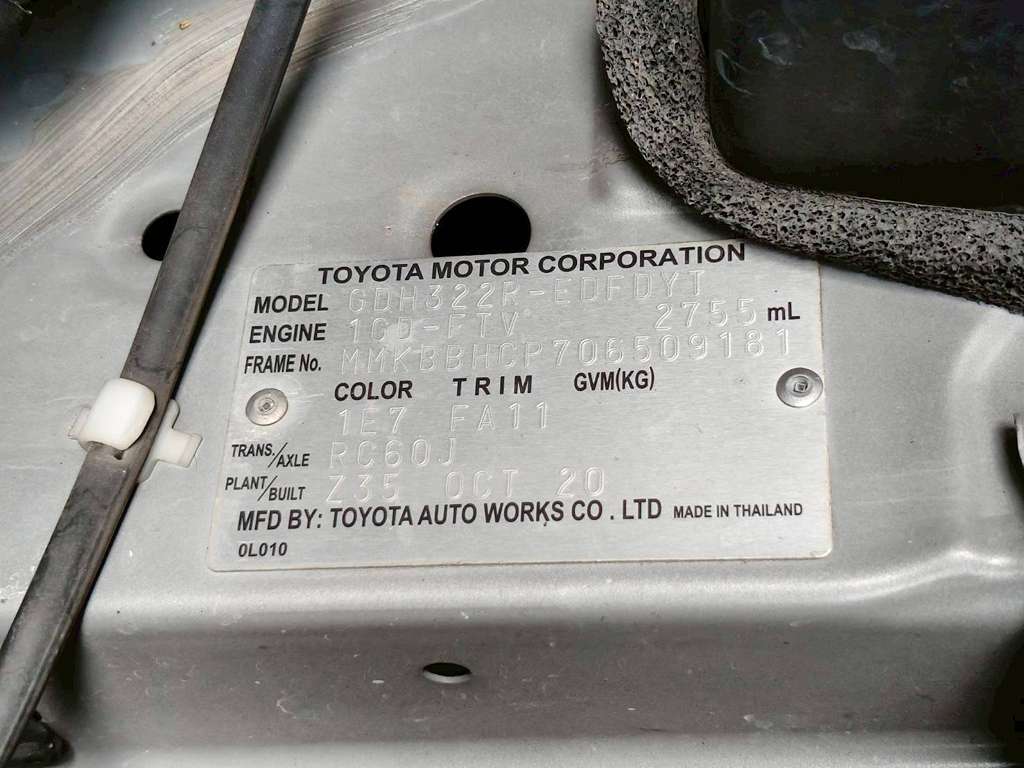 TOYOTA MOTOR CORPORATION
MODEL GDH322R-EDFDYT
ENGINE 1GD-FTV 2755 mL
FRAME No. MMKBBHCP706509181
COLOR TRIM GVM(KG)
1E7 FA11
TRANS./AXLE RC60J
PLANT/BUILT Z35 OCT 20
MFD BY: TOYOTA AUTO WORKS CO . LTD MADE IN THAILAND
0L010